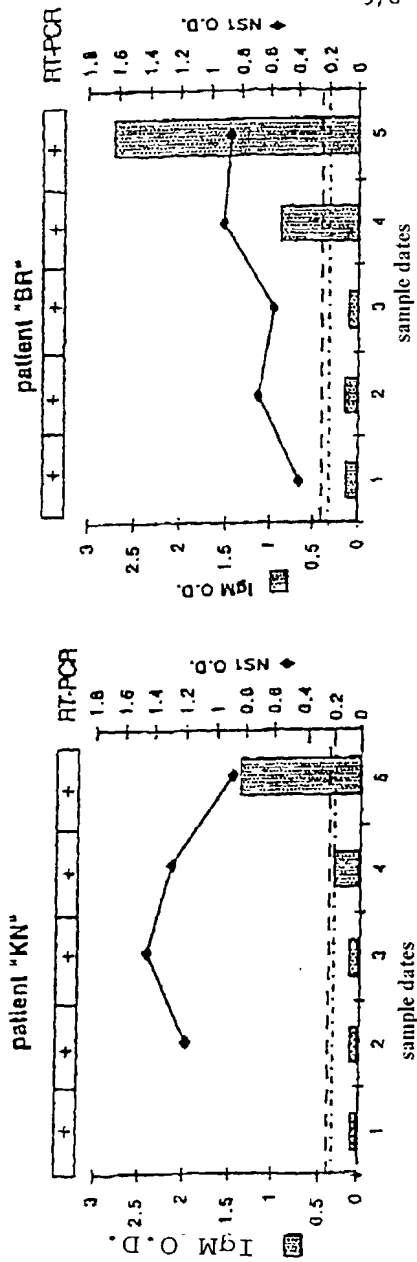 patient "KN"
+ + + + + RT-PCR
3
2.5
2
1.5
1
0.5
IgM O.D.
1.8
1.6
1.4
1.2
1
0.8
0.6
0.4
0.2
0
NS1 O.D.
1 2 3 4 5
sample dates
patient "BR"
+ + + + + RT-PCR
3
2.5
2
1.5
1
0.5
0
IgM O.D.
1.8
1.6
1.4
1.2
1
0.8
0.6
0.4
0.2
0
NS1 O.D.
1 2 3 4 5
sample dates